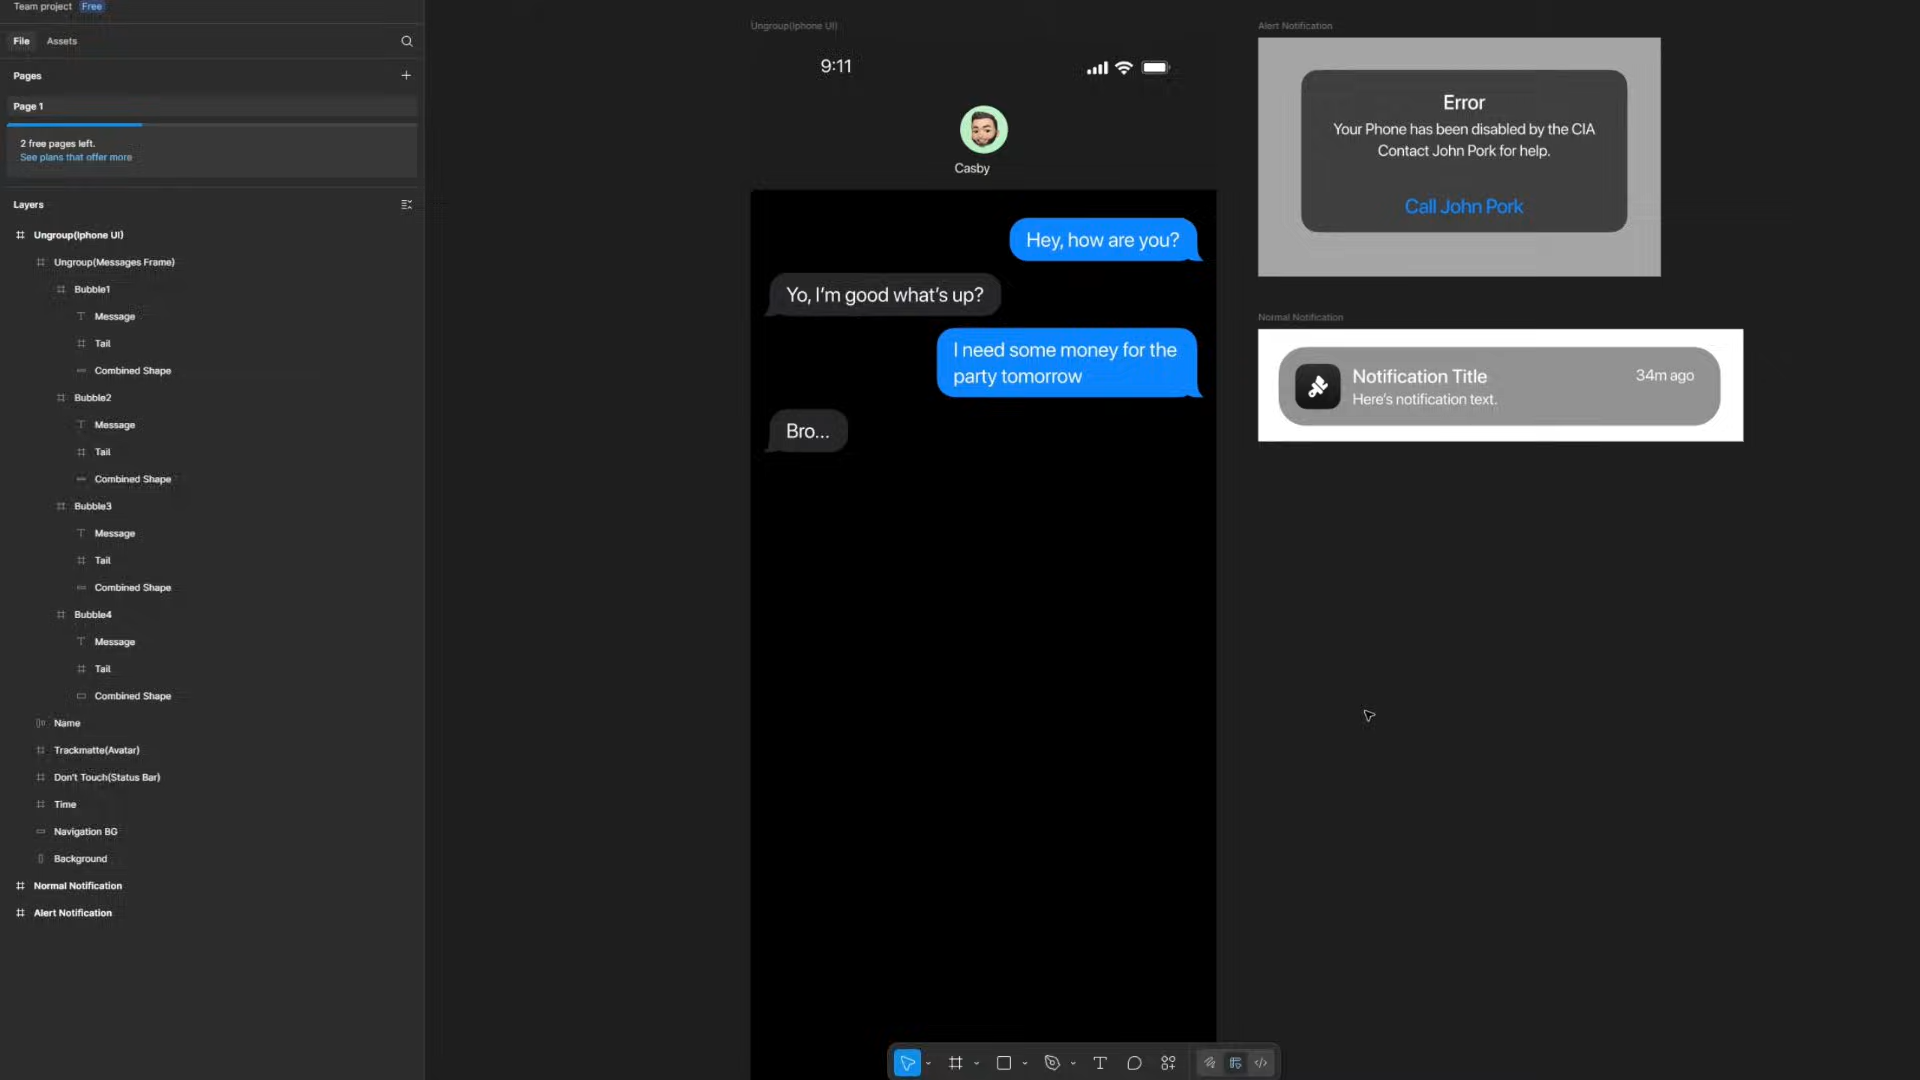 Team project Free
File Assets
Pages
Page 1
2 free pages left.
See plans that offer more
Layers
Ungroup(Iphone UI)
Ungroup(Messages Frame)
Bubble1
Message
Tail
Combined Shape
Bubble2
Message
Tail
Combined Shape
Bubble3
Message
Tail
Combined Shape
Bubble4
Message
Tail
Combined Shape
Name
Trackmatte(Avatar)
Don't Touch(Status Bar)
Time
Navigation BG
Background
Normal Notification
Alert Notification
Ungroup(Iphone UI)
9:11
Casby
Hey, how are you?
Yo, I'm good what's up?
I need some money for the
party tomorrow
Bro...
Alert Notification
Error
Your Phone has been disabled by the CIA
Contact John Pork for help.
Call John Pork
Normal Notification
Notification Title
34m ago
Here's notification text.